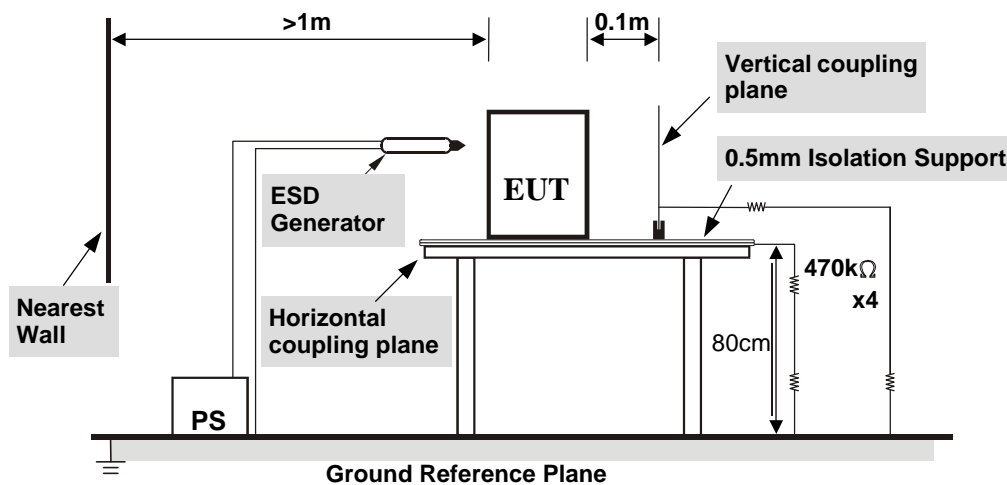 >1m
0.1m
Vertical coupling
plane
0.5mm Isolation Support
ESD
Generator
EUT
Nearest
Wall
Horizontal
coupling plane
470kΩ
x4
80cm
PS
Ground Reference Plane